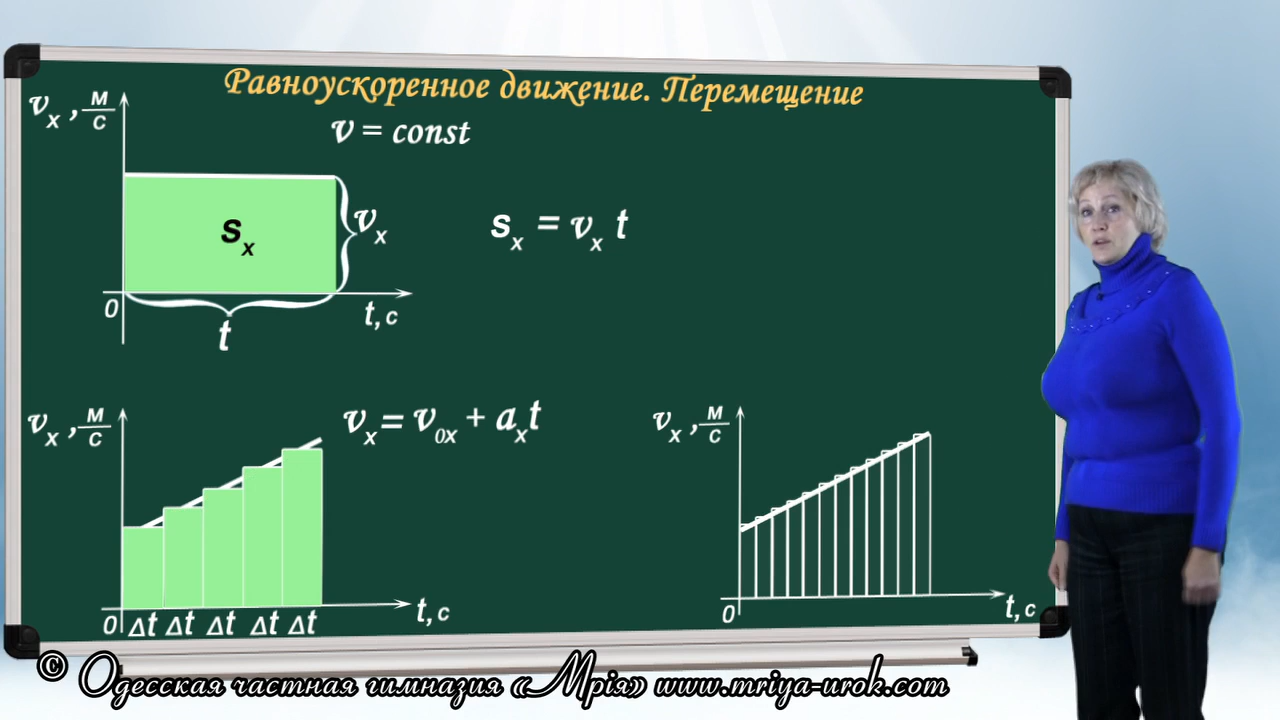 Равноускоренное движение. Перемещение
v = const
vₓ, м/с
Sₓ
vₓ
0
t
t, с
sₓ = vₓ t
vₓ, м/с
vₓ = v₀ₓ + aₓt
0
Δt Δt Δt Δt Δt
t, с
vₓ, м/с
0
t, с
© Одесская частная гимназия «Мрія» www.mriya-urok.com